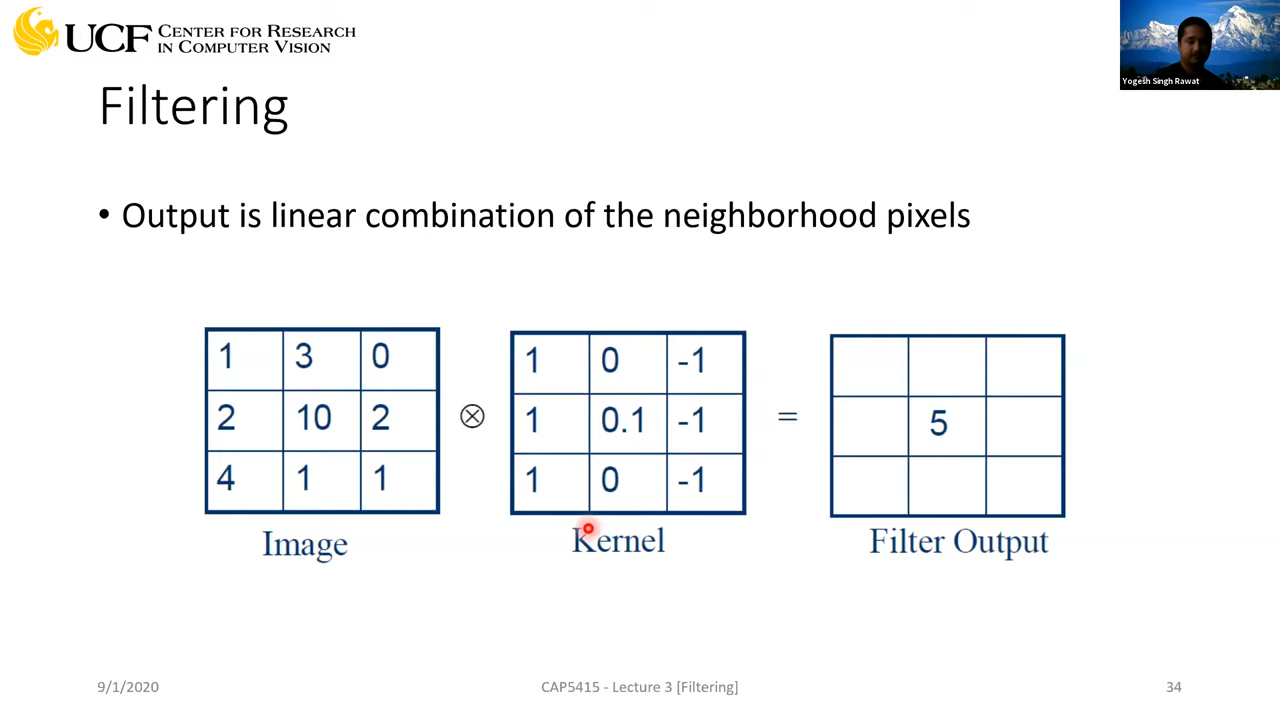 UCF CENTER FOR RESEARCH
IN COMPUTER VISION
Yogesh Singh Rawat
Filtering
• Output is linear combination of the neighborhood pixels
1 3 0
2 10 2
4 1 1
⊗
1 0 -1
1 0.1 -1
1 0 -1
=
5
Image
Kernel
Filter Output
9/1/2020
CAP5415 - Lecture 3 [Filtering]
34